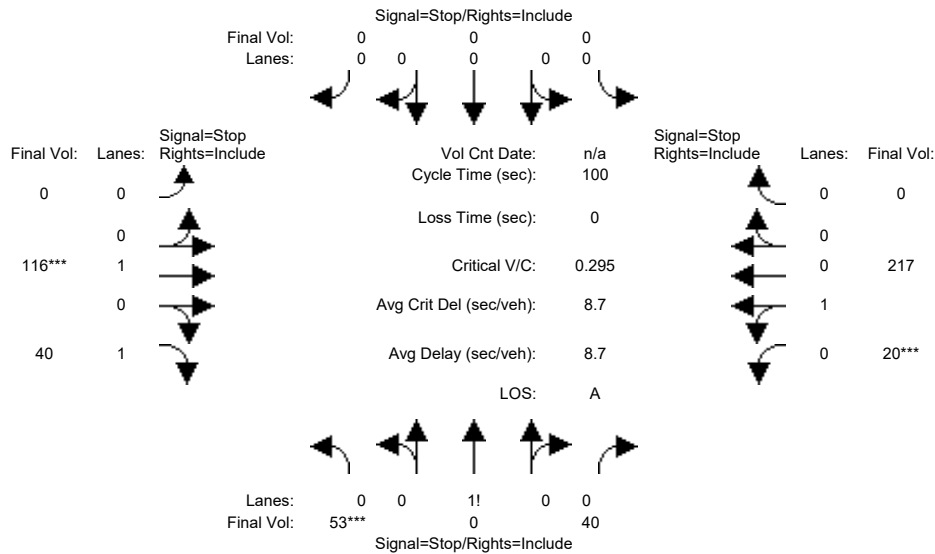 Signal=Stop/Rights=Include
Final Vol: 0 0 0
Lanes: 0 0 0 0 0
Signal=Stop
Final Vol: Lanes: Rights=Include
Vol Cnt Date: n/a
Signal=Stop
Rights=Include Lanes: Final Vol:
Cycle Time (sec): 100
0 0
0 0
Loss Time (sec): 0
0
0
116*** 1
Critical V/C: 0.295
0 217
0
Avg Crit Del (sec/veh): 8.7
1
40 1
Avg Delay (sec/veh): 8.7
0 20***
LOS: A
Lanes: 0 0 1! 0 0
Final Vol: 53*** 0 40
Signal=Stop/Rights=Include